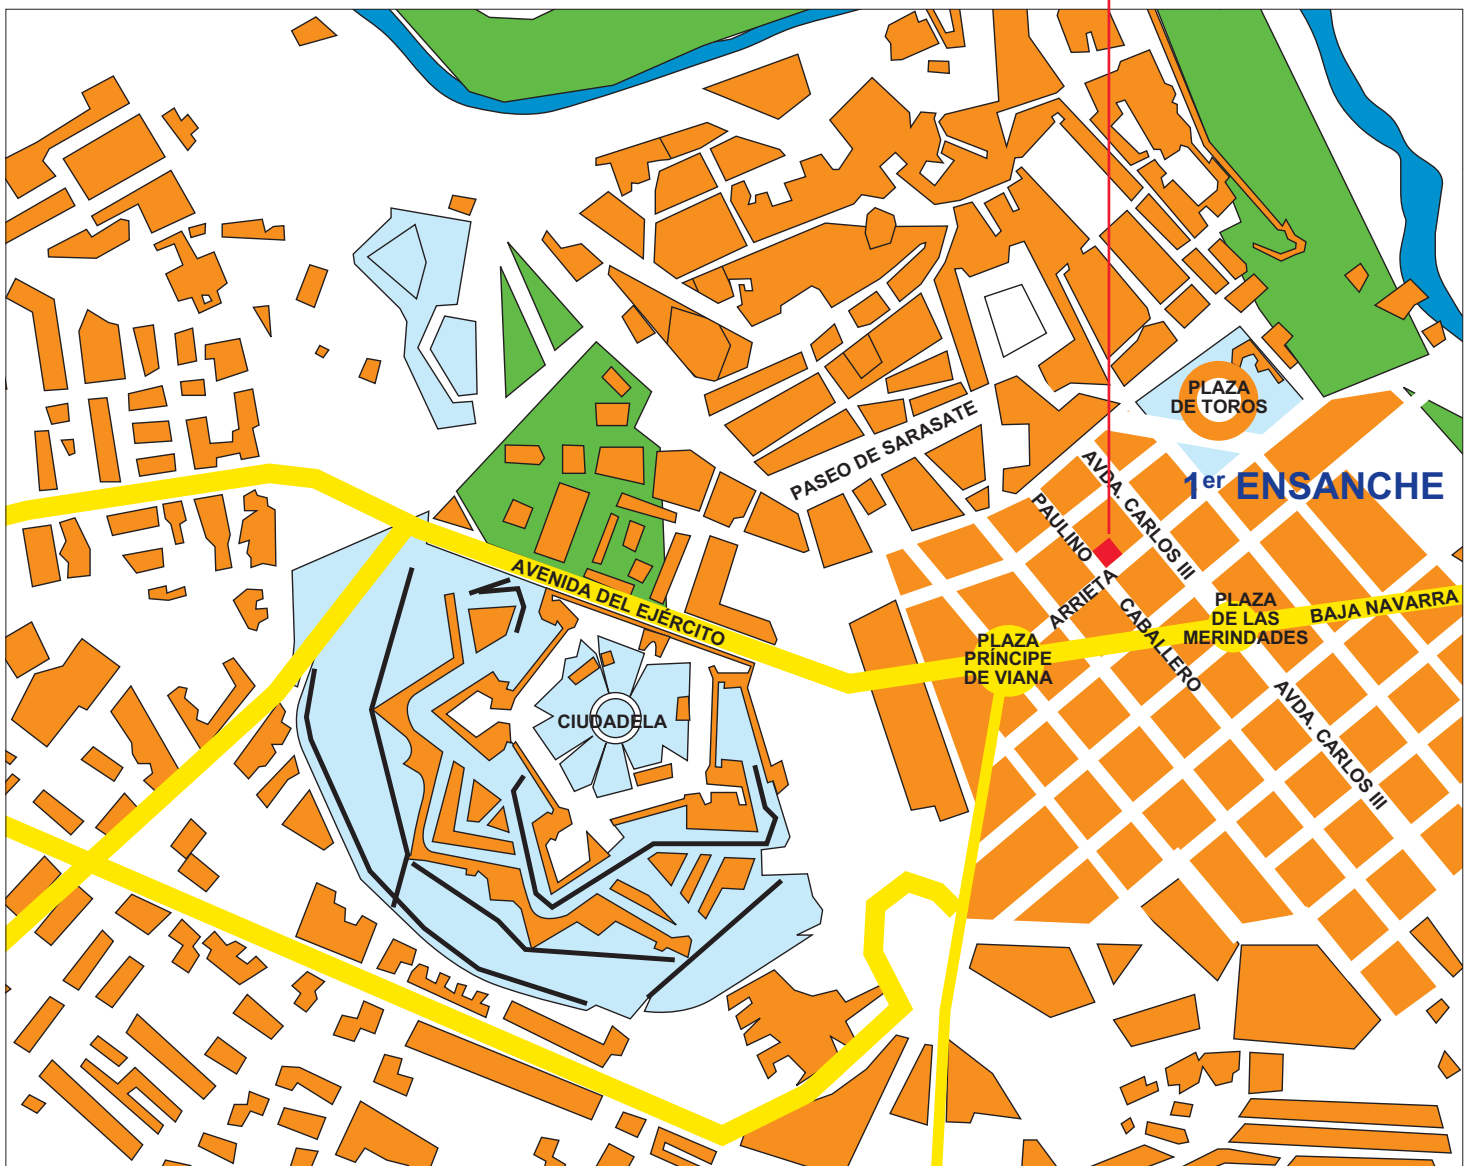 PLAZA
DE TOROS
PASEO DE SARASATE
1er ENSANCHE
AVDA. CARLOS III
PAULINO
CABALLERO
ARRIETA
AVENIDA DEL EJÉRCITO
PLAZA
DE LAS
MERINDADES
BAJA NAVARRA
PLAZA
PRÍNCIPE
DE VIANA
CIUDADELA
AVDA. CARLOS III